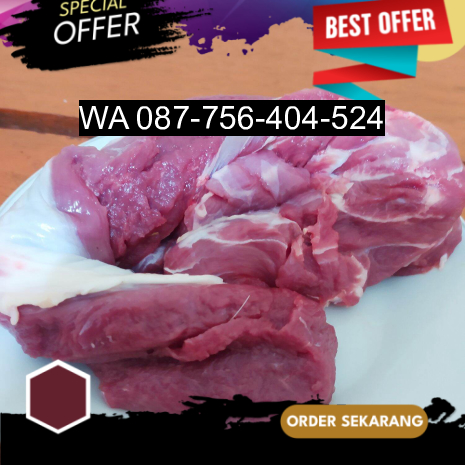 SPECIAL
OFFER
BEST OFFER
WA 087-756-404-524
ORDER SEKARANG